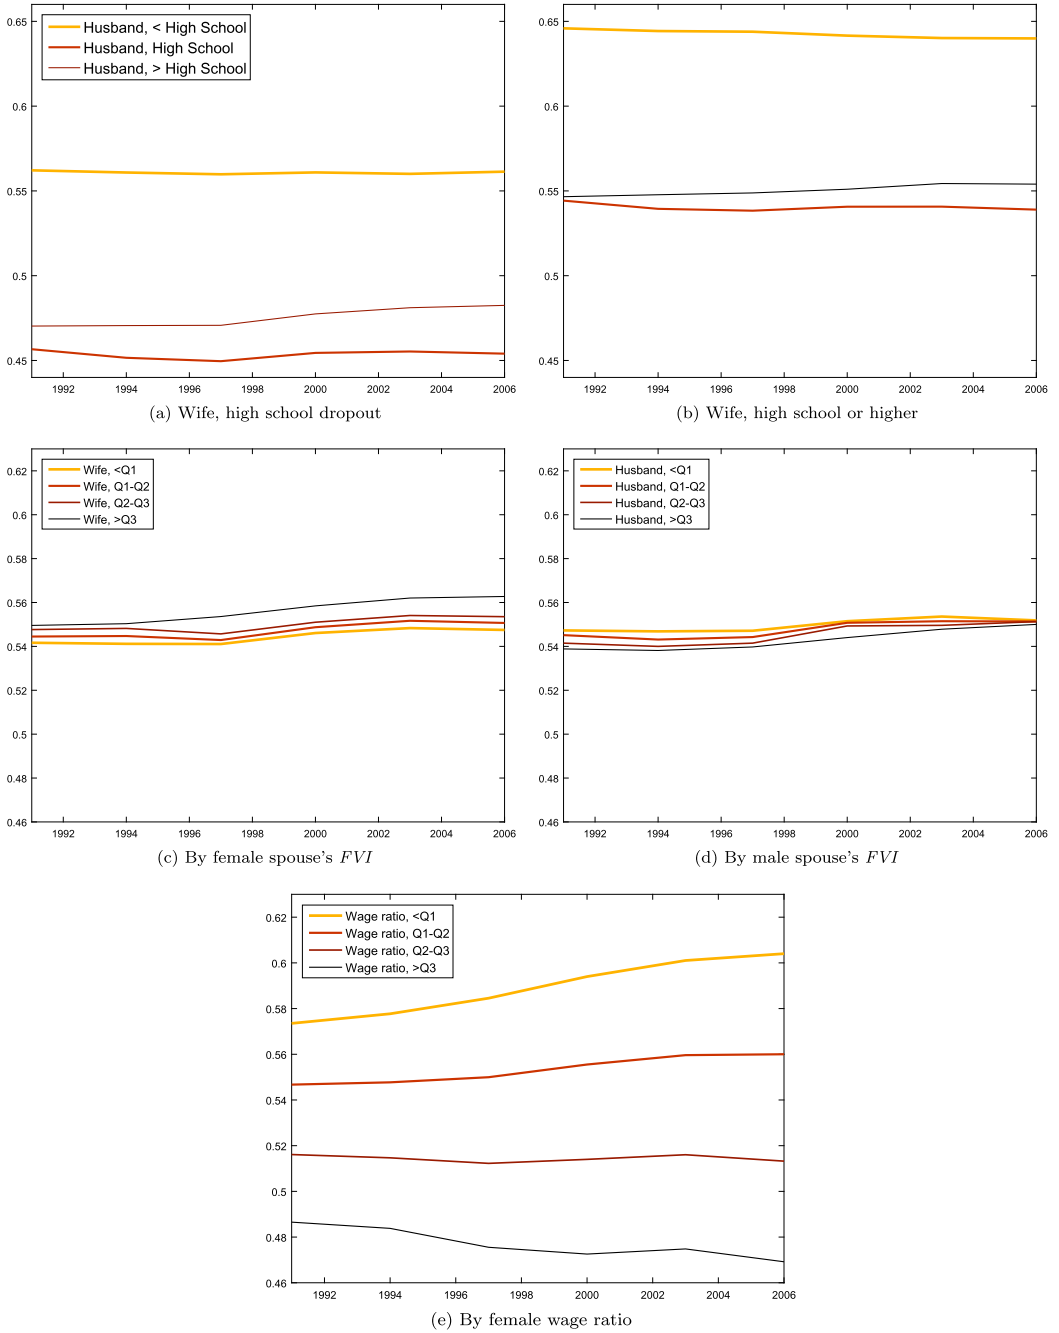 0.65
0.6
0.55
0.5
0.45
Husband, < High School
Husband, High School
Husband, > High School
1992 1994 1996 1998 2000 2002 2004 2006
(a) Wife, high school dropout
0.65
0.6
0.55
0.5
0.45
1992 1994 1996 1998 2000 2002 2004 2006
(b) Wife, high school or higher
0.62
0.6
0.58
0.56
0.54
0.52
0.5
0.48
0.46
Wife, <Q1
Wife, Q1-Q2
Wife, Q2-Q3
Wife, >Q3
1992 1994 1996 1998 2000 2002 2004 2006
(c) By female spouse's FVI
0.62
0.6
0.58
0.56
0.54
0.52
0.5
0.48
0.46
Husband, <Q1
Husband, Q1-Q2
Husband, Q2-Q3
Husband, >Q3
1992 1994 1996 1998 2000 2002 2004 2006
(d) By male spouse's FVI
0.62
0.6
0.58
0.56
0.54
0.52
0.5
0.48
0.46
Wage ratio, <Q1
Wage ratio, Q1-Q2
Wage ratio, Q2-Q3
Wage ratio, >Q3
1992 1994 1996 1998 2000 2002 2004 2006
(e) By female wage ratio